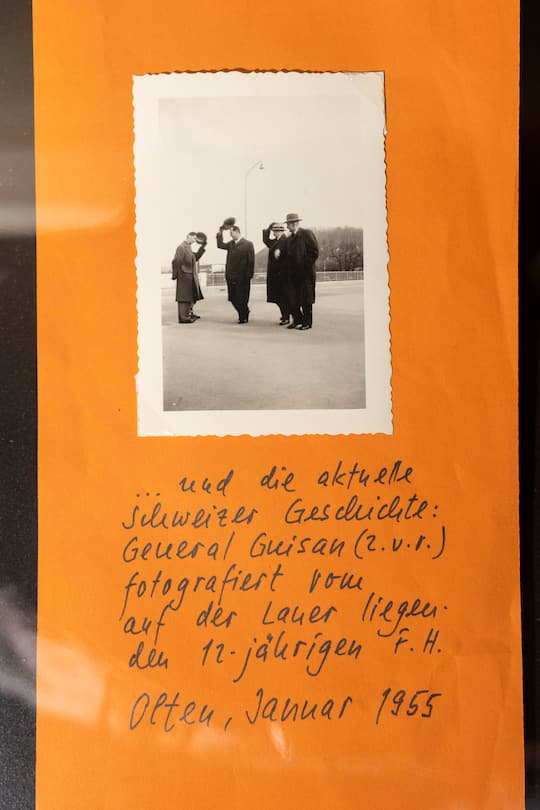 ... und die aktuelle
Schweizer Geschichte:
General Guisan (2.v.r.)
fotografiert vom
auf der Lauer liegen-
den 12-jährigen F.H.
Olten, Januar 1955